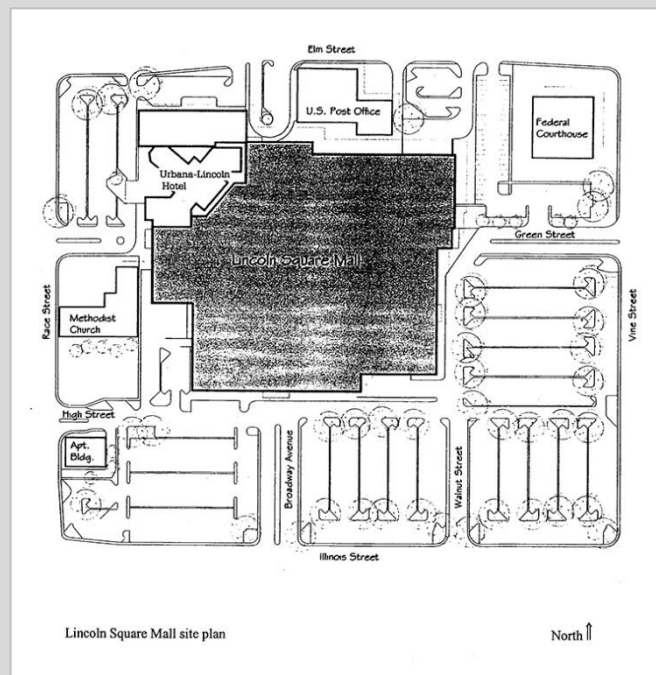 Elm Street
U.S. Post Office
Federal
Courthouse
Urbana-Lincoln
Hotel
Green Street
Lincoln Square Mall
Race Street
Vine Street
Methodist
Church
High Street
Apt.
Bldg.
Broadway Avenue
Walnut Street
Illinois Street
Lincoln Square Mall site plan
North